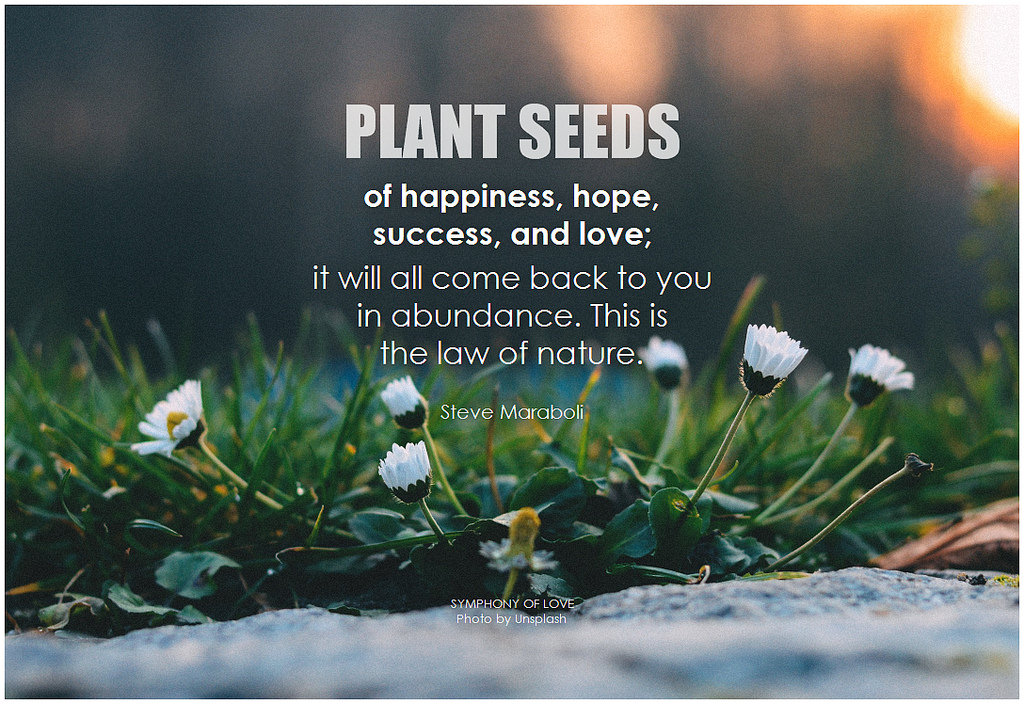 PLANT SEEDS
of happiness, hope,
success, and love;
it will all come back to you
in abundance. This is
the law of nature.
Steve Maraboli
SYMPHONY OF LOVE
Photo by Unsplash